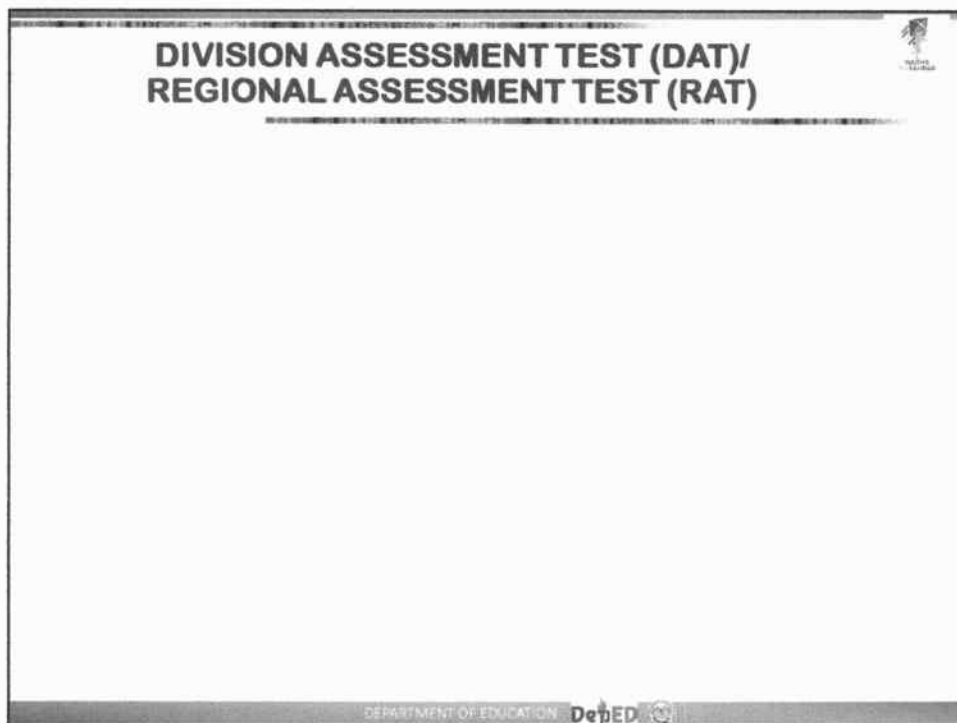 DIVISION ASSESSMENT TEST (DAT)/
REGIONAL ASSESSMENT TEST (RAT)
DEPARTMENT OF EDUCATION DepED